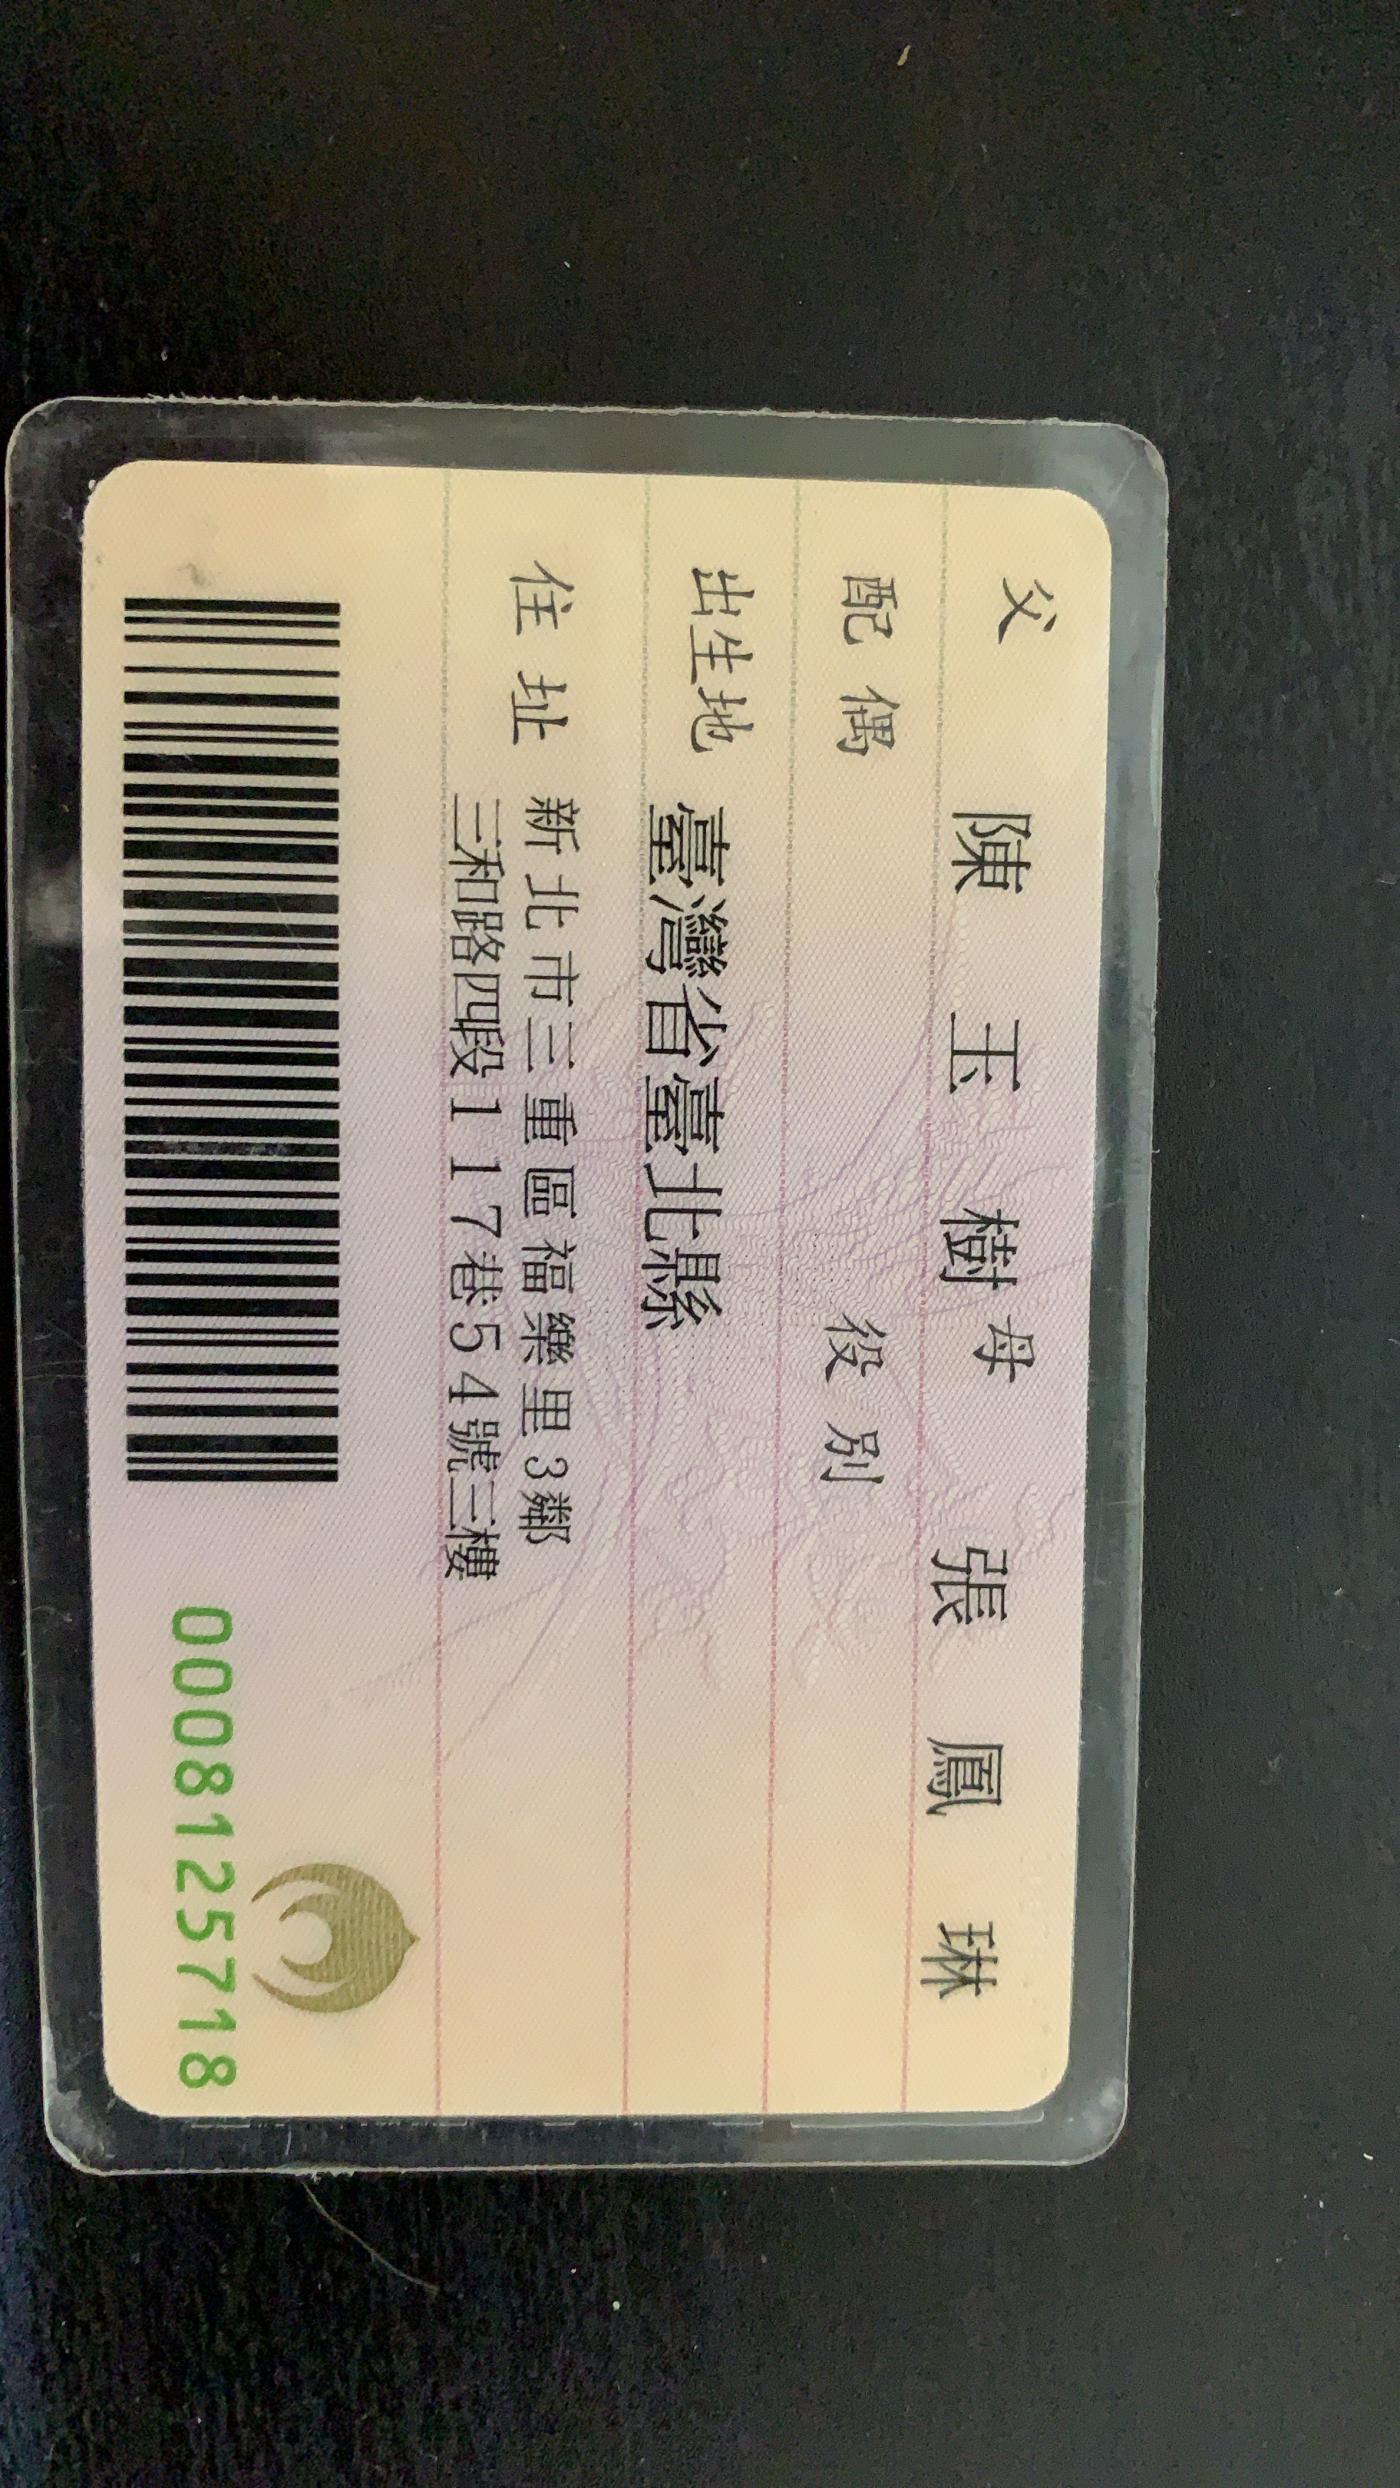 父 陳玉樹 母 張鳳琳
配偶 役別
出生地 臺灣省臺北縣
住址 新北市三重區福樂里3鄰
三和路四段117巷54號三樓
0008125718